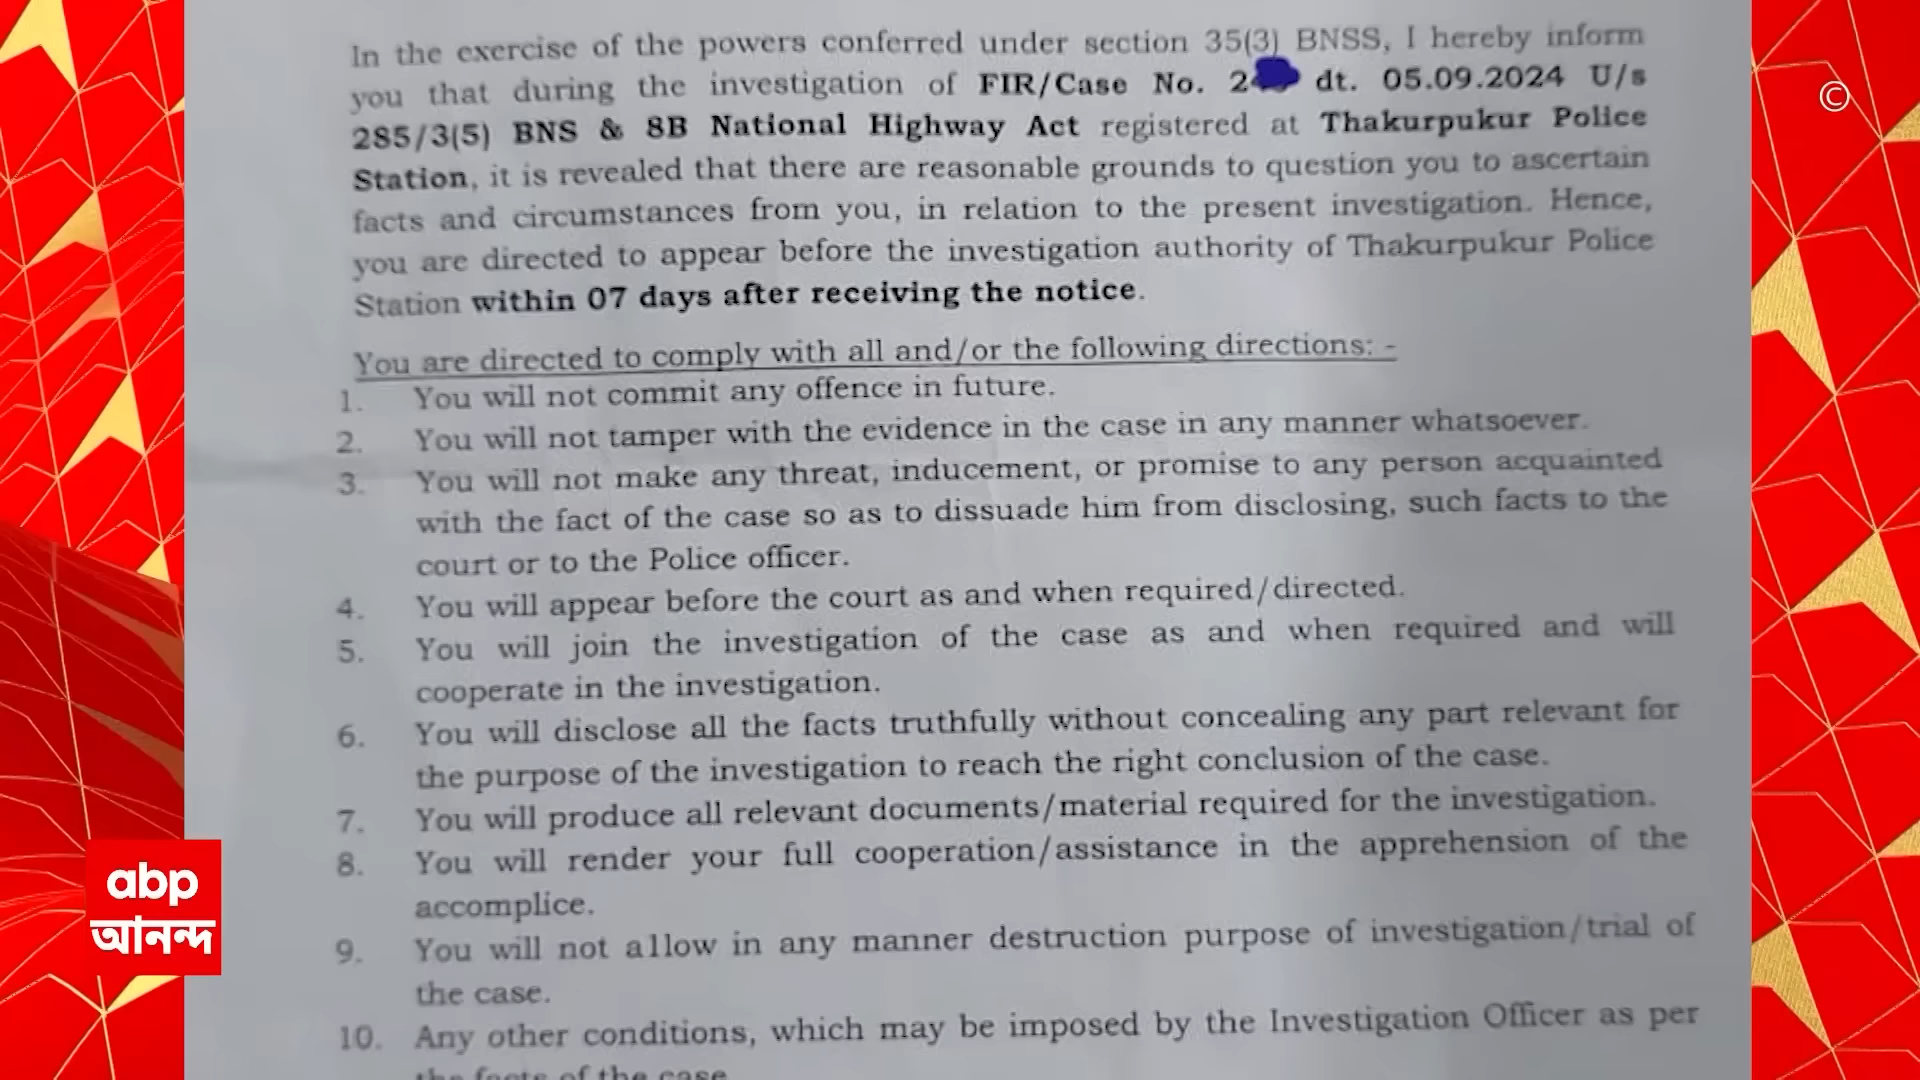 In the exercise of the powers conferred under section 35(3) BNSS, I hereby inform
you that during the investigation of FIR/Case No. 2 dt. 05.09.2024 U/s
285/3(5) BNS & 8B National Highway Act registered at Thakurpukur Police
Station, it is revealed that there are reasonable grounds to question you to ascertain
facts and circumstances from you, in relation to the present investigation. Hence,
you are directed to appear before the investigation authority of Thakurpukur Police
Station within 07 days after receiving the notice.
You are directed to comply with all and/or the following directions: -
1. You will not commit any offence in future.
2. You will not tamper with the evidence in the case in any manner whatsoever.
3. You will not make any threat, inducement, or promise to any person acquainted
with the fact of the case so as to dissuade him from disclosing, such facts to the
court or to the Police officer.
4. You will appear before the court as and when required/directed.
5. You will join the investigation of the case as and when required and will
cooperate in the investigation.
6. You will disclose all the facts truthfully without concealing any part relevant for
the purpose of the investigation to reach the right conclusion of the case.
7. You will produce all relevant documents/material required for the investigation.
8. You will render your full cooperation/assistance in the apprehension of the
accomplice.
9. You will not allow in any manner destruction purpose of investigation/trial of
the case.
10. Any other conditions, which may be imposed by the Investigation Officer as per
the facts of the case
©
abp
আনন্দ